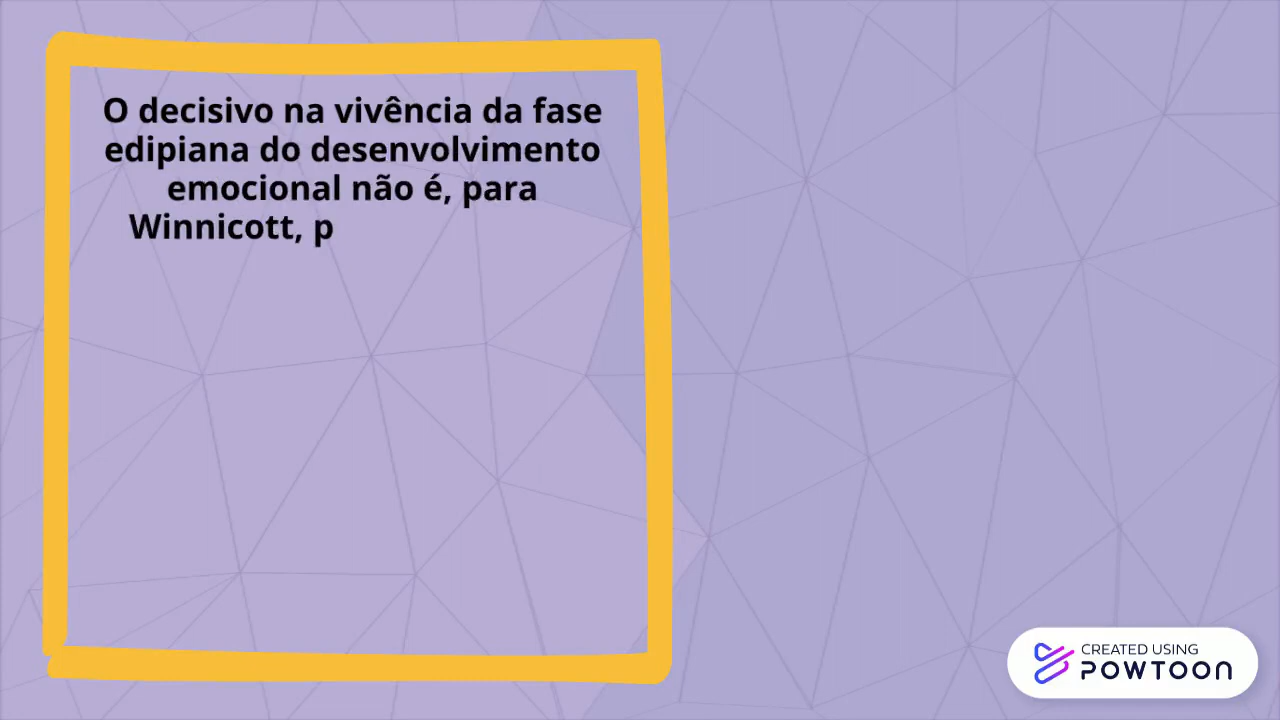 O decisivo na vivência da fase
edipiana do desenvolvimento
emocional não é, para
Winnicott, p
CREATED USING
POWTOON